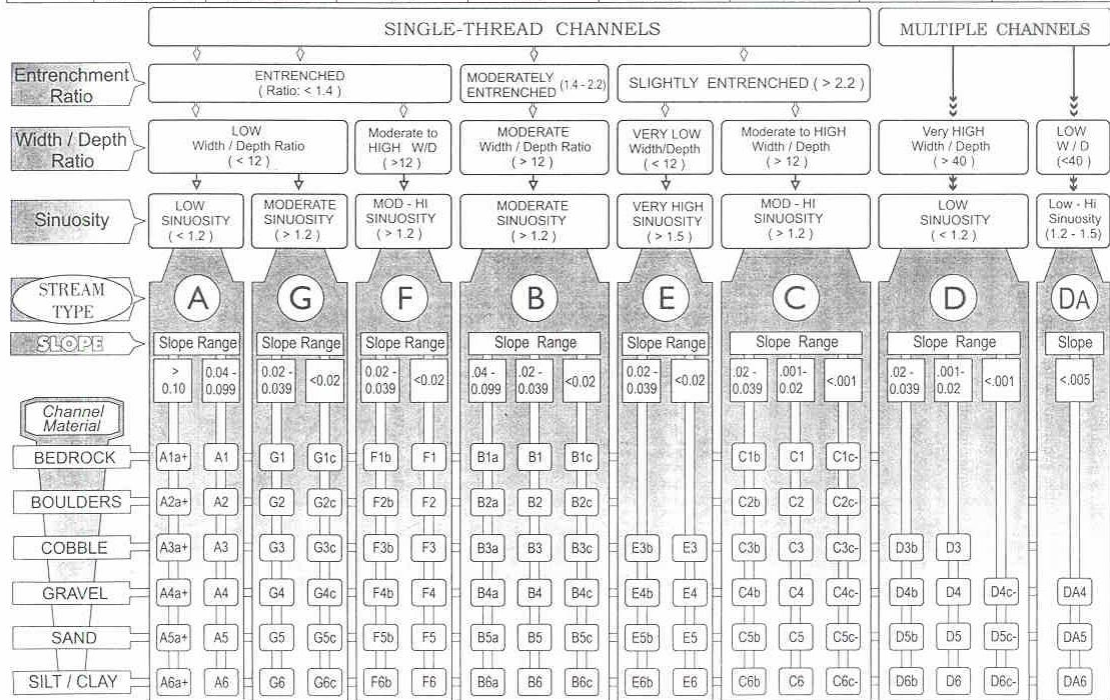 SINGLE-THREAD CHANNELS
MULTIPLE CHANNELS
Entrenchment
Ratio
ENTRENCHED
( Ratio: < 1.4 )
MODERATELY
ENTRENCHED (1.4 - 2.2)
SLIGHTLY ENTRENCHED ( > 2.2 )
Width / Depth
Ratio
LOW
Width / Depth Ratio
( < 12 )
Moderate to
HIGH W/D
( >12 )
MODERATE
Width / Depth Ratio
( > 12 )
VERY LOW
Width/Depth
( < 12 )
Moderate to HIGH
Width / Depth
( > 12 )
Very HIGH
Width / Depth
( > 40 )
LOW
W / D
( <40 )
Sinuosity
LOW
SINUOSITY
( < 1.2 )
MODERATE
SINUOSITY
( > 1.2 )
MOD - HI
SINUOSITY
( > 1.2 )
MODERATE
SINUOSITY
( > 1.2 )
VERY HIGH
SINUOSITY
( > 1.5 )
MOD - HI
SINUOSITY
( > 1.2 )
LOW
SINUOSITY
( < 1.2 )
Low - Hi
Sinuosity
(1.2 - 1.5)
STREAM
TYPE
A G F B E C D DA
SLOPE
Slope Range Slope Range Slope Range Slope Range Slope Range Slope Range Slope Range Slope
>
0.10
0.04 -
0.099
0.02 -
0.039
<0.02
0.02 -
0.039
<0.02
.04 -
0.099
.02 -
0.039
<0.02
0.02 -
0.039
<0.02
.02 -
0.039
.001-
0.02
<.001
.02 -
0.039
.001-
0.02
<.001
<.005
Channel
Material
BEDROCK A1a+ A1 G1 G1c F1b F1 B1a B1 B1c C1b C1 C1c-
BOULDERS A2a+ A2 G2 G2c F2b F2 B2a B2 B2c C2b C2 C2c-
COBBLE A3a+ A3 G3 G3c F3b F3 B3a B3 B3c E3b E3 C3b C3 C3c- D3b D3
GRAVEL A4a+ A4 G4 G4c F4b F4 B4a B4 B4c E4b E4 C4b C4 C4c- D4b D4 D4c- DA4
SAND A5a+ A5 G5 G5c F5b F5 B5a B5 B5c E5b E5 C5b C5 C5c- D5b D5 D5c- DA5
SILT / CLAY A6a+ A6 G6 G6c F6b F6 B6a B6 B6c E6b E6 C6b C6 C6c- D6b D6 D6c- DA6